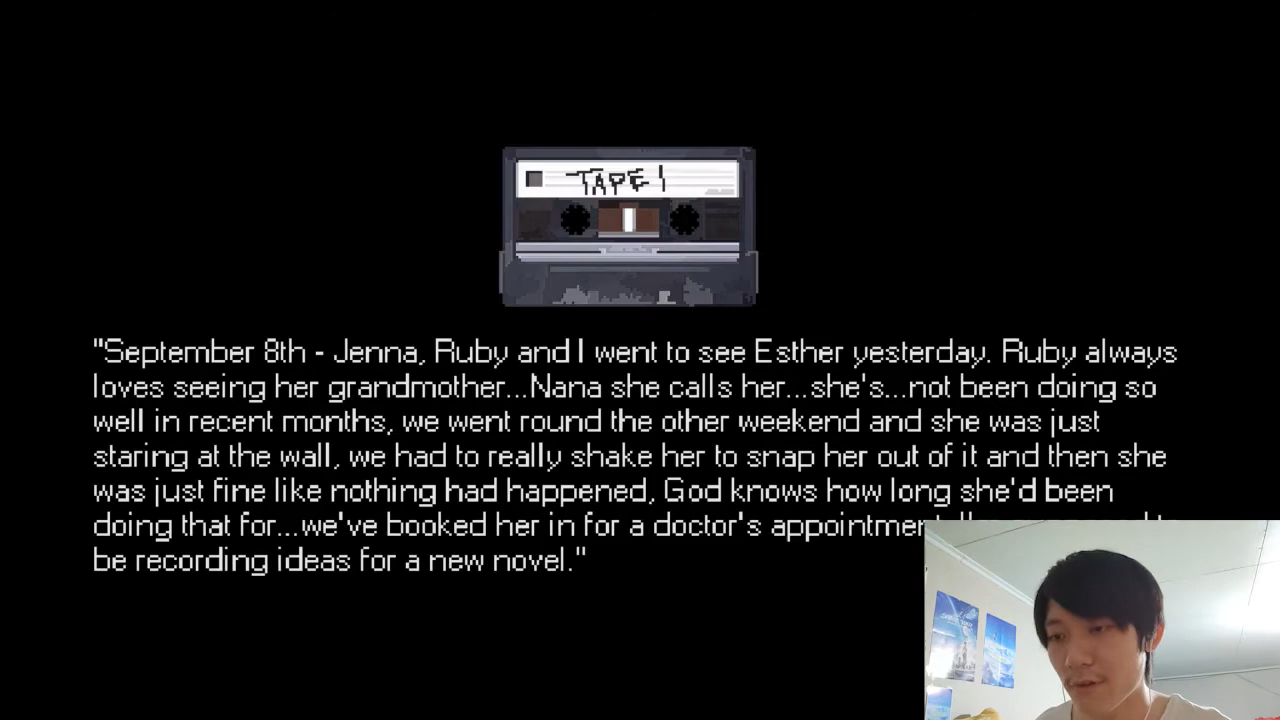 TAPE 1
"September 8th - Jenna, Ruby and I went to see Esther yesterday. Ruby always
loves seeing her grandmother...Nana she calls her...she's...not been doing so
well in recent months, we went round the other weekend and she was just
staring at the wall, we had to really shake her to snap her out of it and then she
was just fine like nothing had happened, God knows how long she'd been
doing that for...we've booked her in for a doctor's
be recording ideas for a new novel."